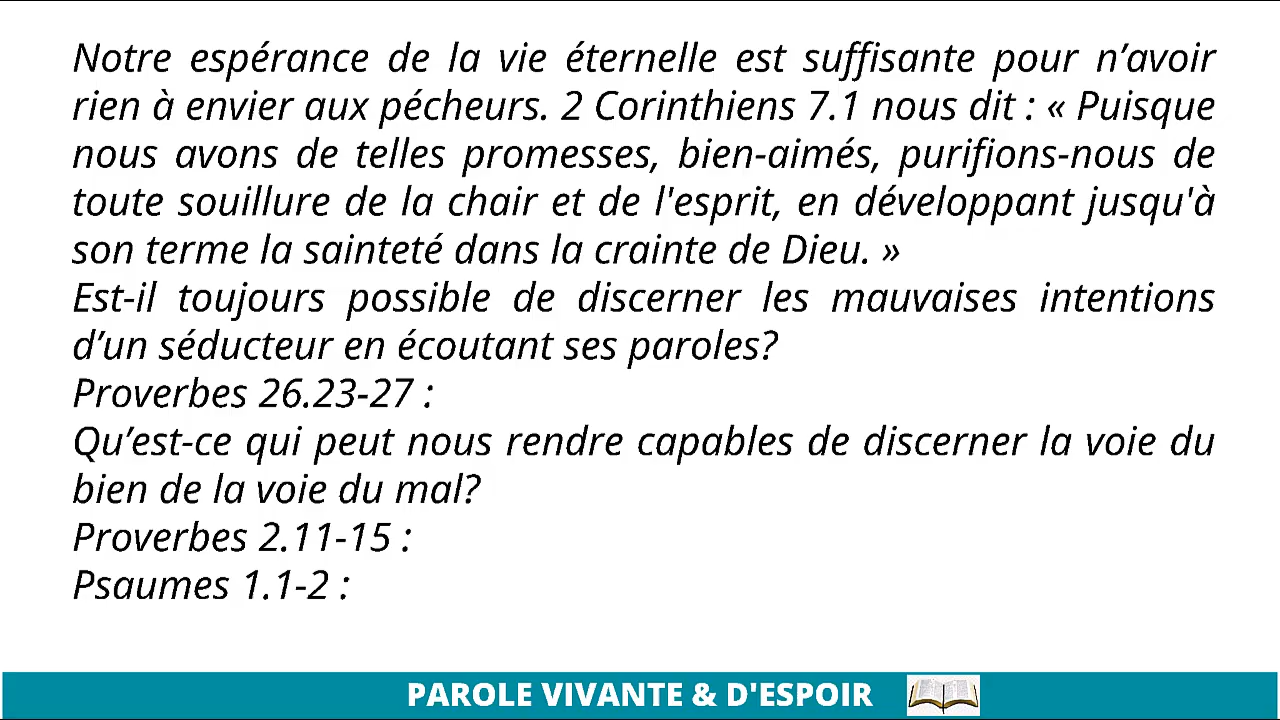 Notre espérance de la vie éternelle est suffisante pour n’avoir
rien à envier aux pécheurs. 2 Corinthiens 7.1 nous dit : « Puisque
nous avons de telles promesses, bien-aimés, purifions-nous de
toute souillure de la chair et de l'esprit, en développant jusqu'à
son terme la sainteté dans la crainte de Dieu. »
Est-il toujours possible de discerner les mauvaises intentions
d’un séducteur en écoutant ses paroles?
Proverbes 26.23-27 :
Qu’est-ce qui peut nous rendre capables de discerner la voie du
bien de la voie du mal?
Proverbes 2.11-15 :
Psaumes 1.1-2 :
PAROLE VIVANTE & D'ESPOIR